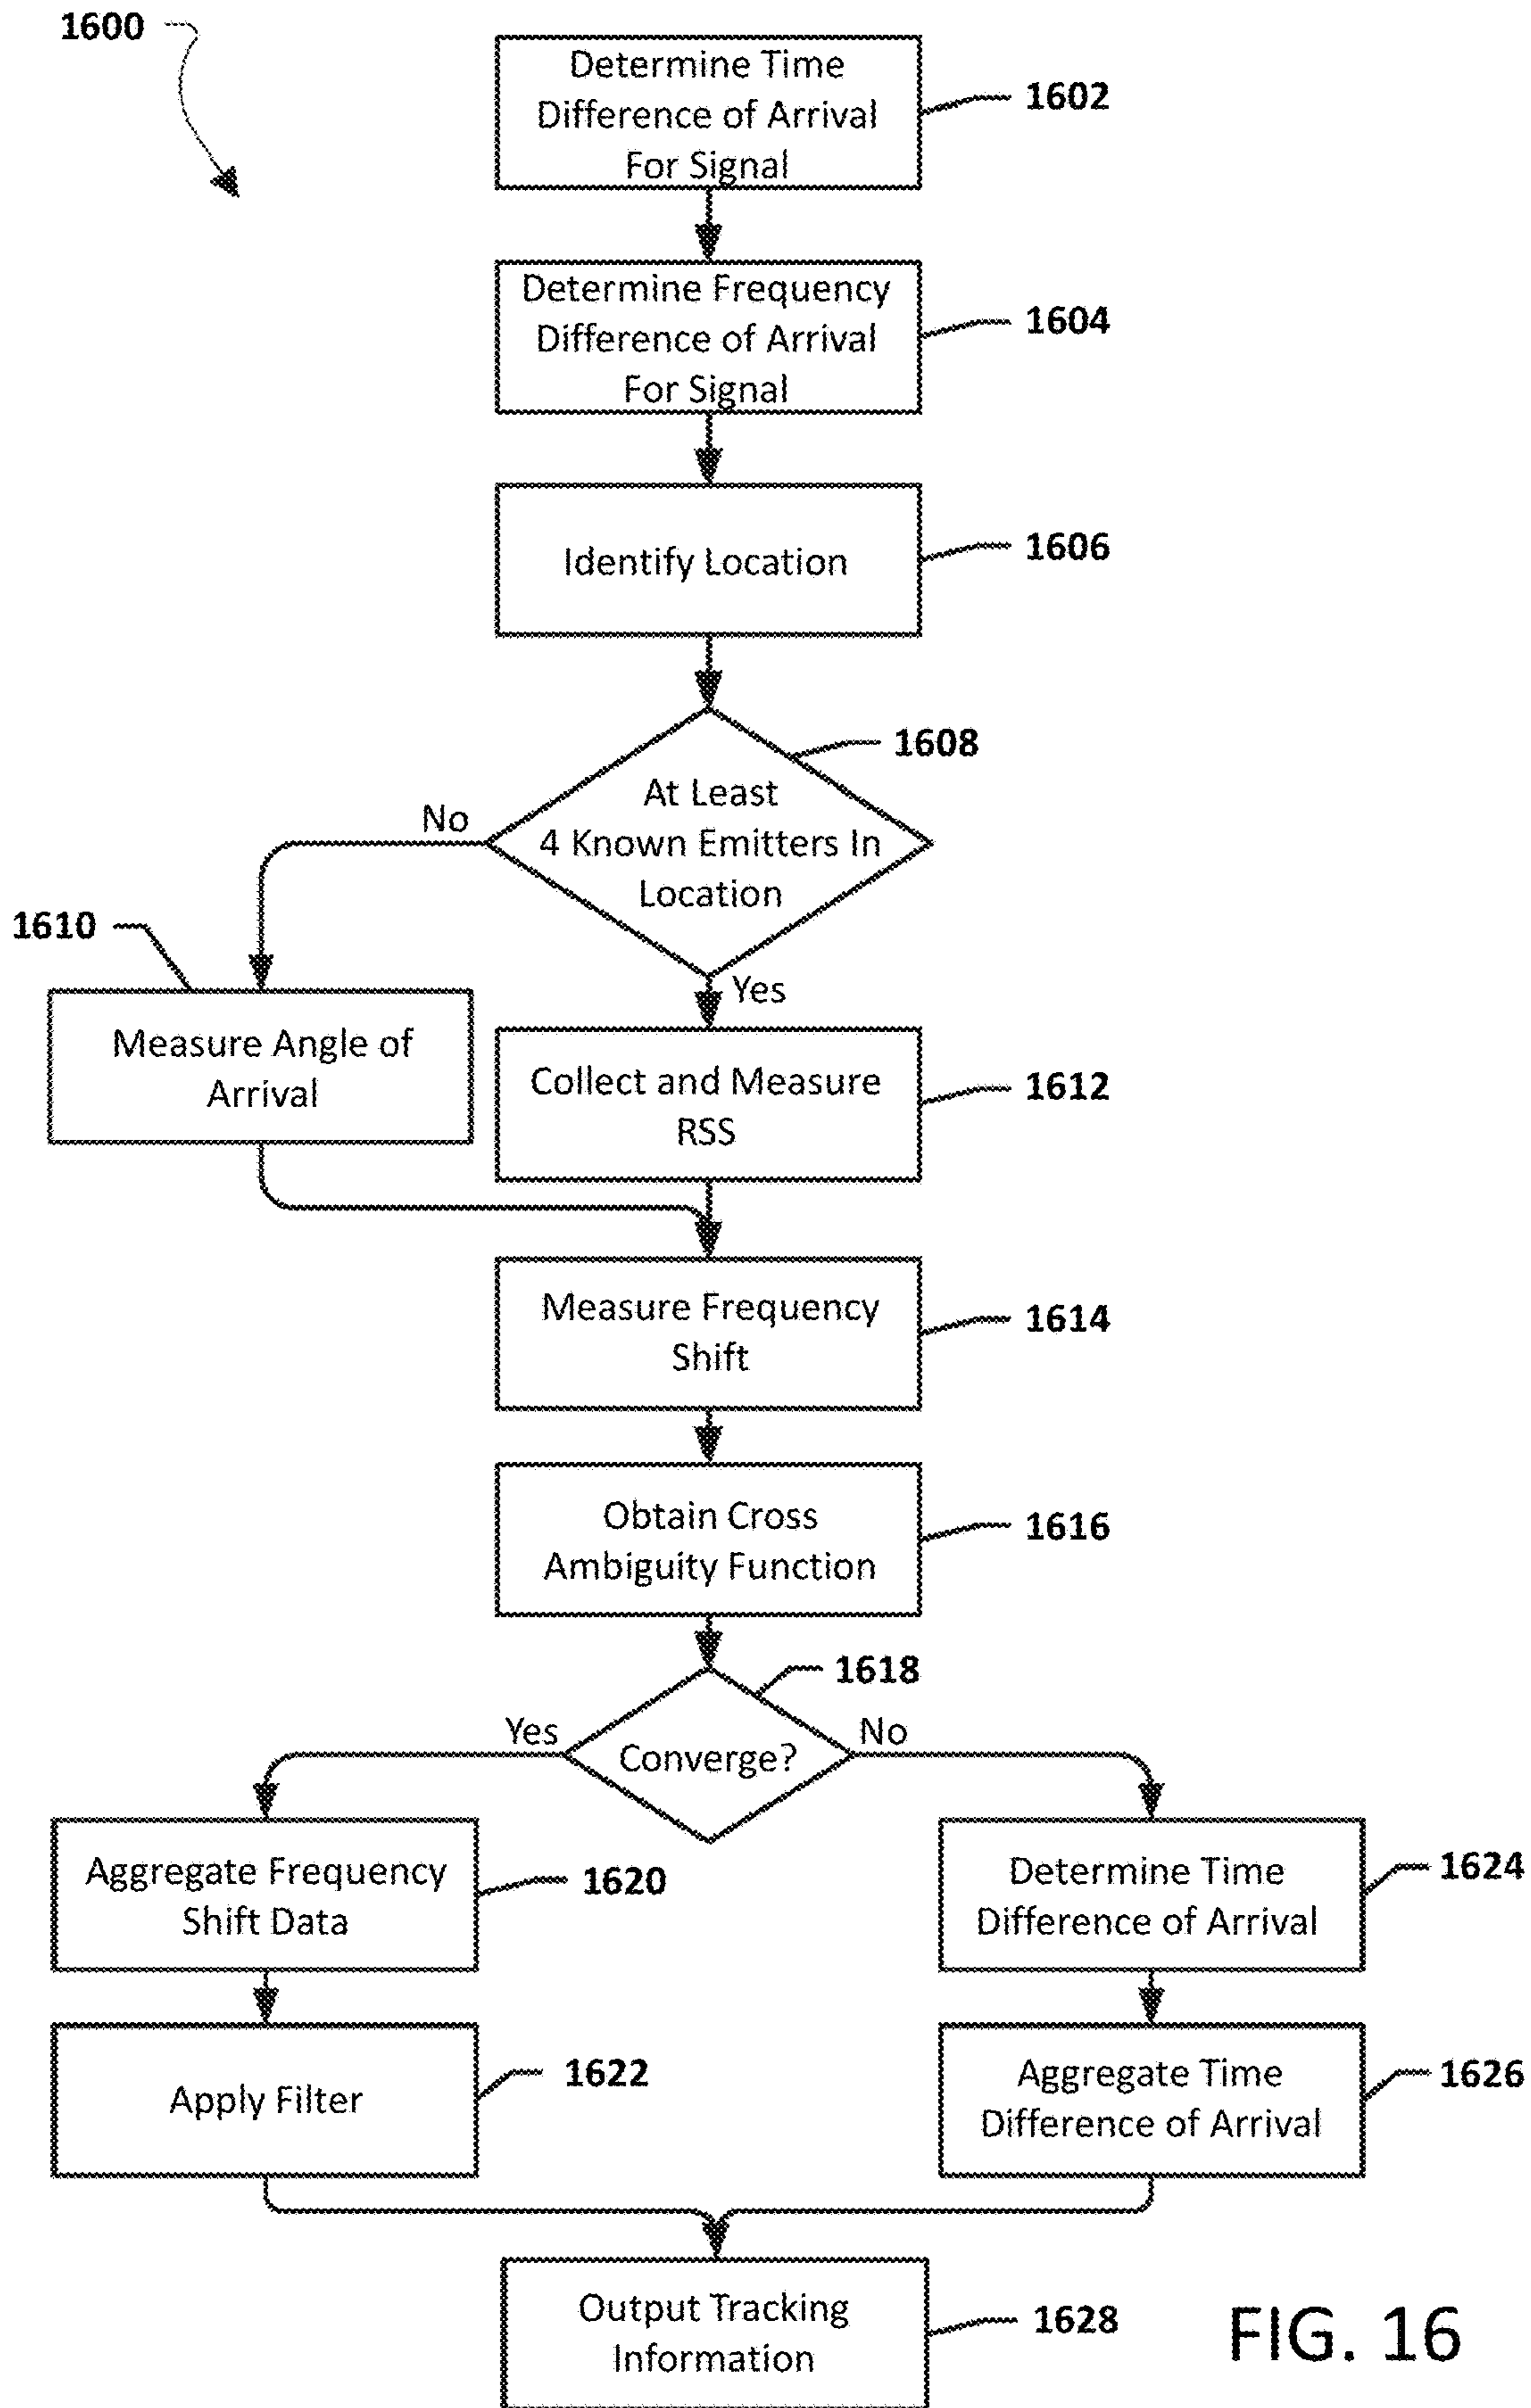 1600
Determine Time
Difference of Arrival
For Signal
1602
Determine Frequency
Difference of Arrival
For Signal
1604
Identify Location
1606
1608
At Least
4 Known Emitters In
Location
No
Yes
1610
Measure Angle of
Arrival
Collect and Measure
RSS
1612
Measure Frequency
Shift
1614
Obtain Cross
Ambiguity Function
1616
1618
Converge?
Yes
No
Aggregate Frequency
Shift Data
1620
Determine Time
Difference of Arrival
1624
Apply Filter
1622
Aggregate Time
Difference of Arrival
1626
Output Tracking
Information
1628
FIG. 16